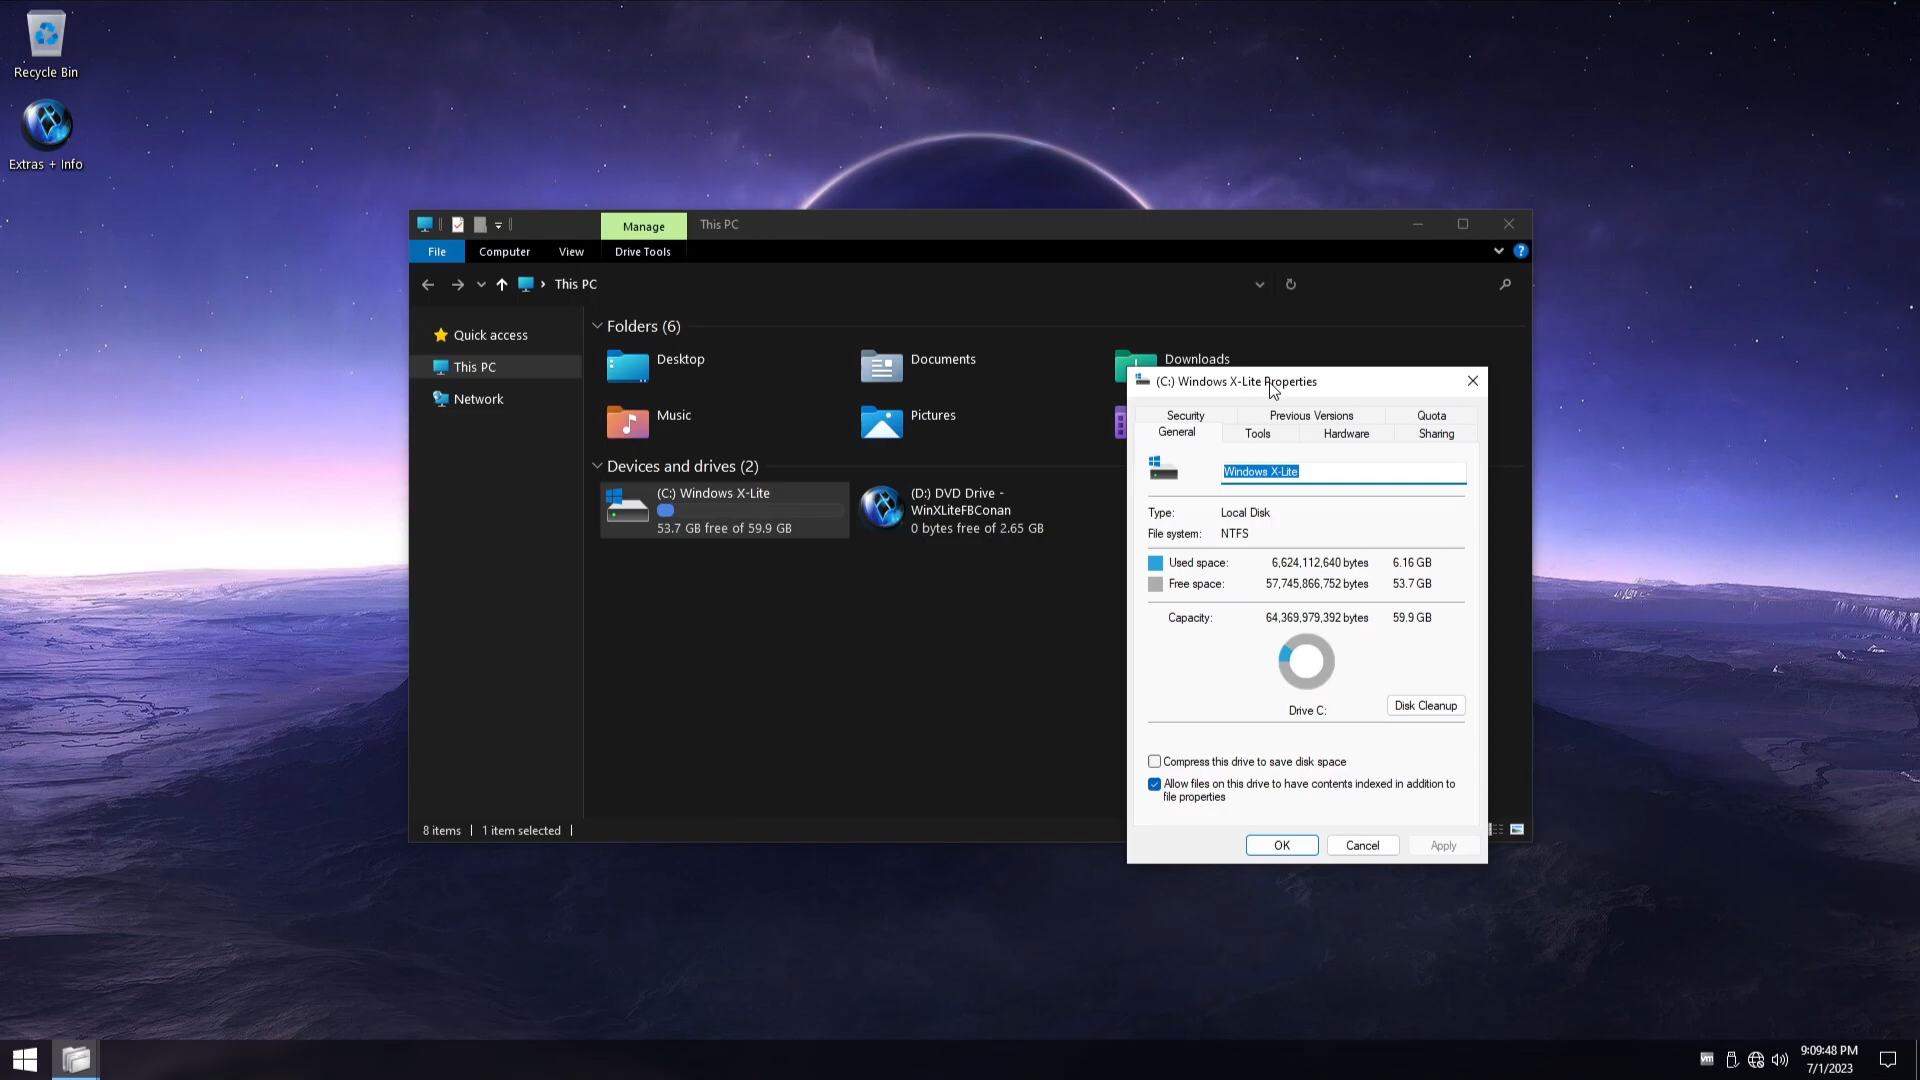 Recycle Bin
Extras + Info
Manage
This PC
File
Computer
View
Drive Tools
This PC
Quick access
This PC
Network
Folders (6)
Desktop
Documents
Downloads
Music
Pictures
Devices and drives (2)
(C:) Windows X-Lite
53.7 GB free of 59.9 GB
(D:) DVD Drive -
WinXLiteFBConan
0 bytes free of 2.65 GB
8 items
1 item selected
(C:) Windows X-Lite Properties
Security
Previous Versions
Quota
General
Tools
Hardware
Sharing
Windows X-Lite
Type:
Local Disk
File system:
NTFS
Used space:
6,624,112,640 bytes
6.16 GB
Free space:
57,745,866,752 bytes
53.7 GB
Capacity:
64,369,979,392 bytes
59.9 GB
Drive C:
Disk Cleanup
Compress this drive to save disk space
Allow files on this drive to have contents indexed in addition to
file properties
OK
Cancel
Apply
vm
9:09:48 PM
7/1/2023